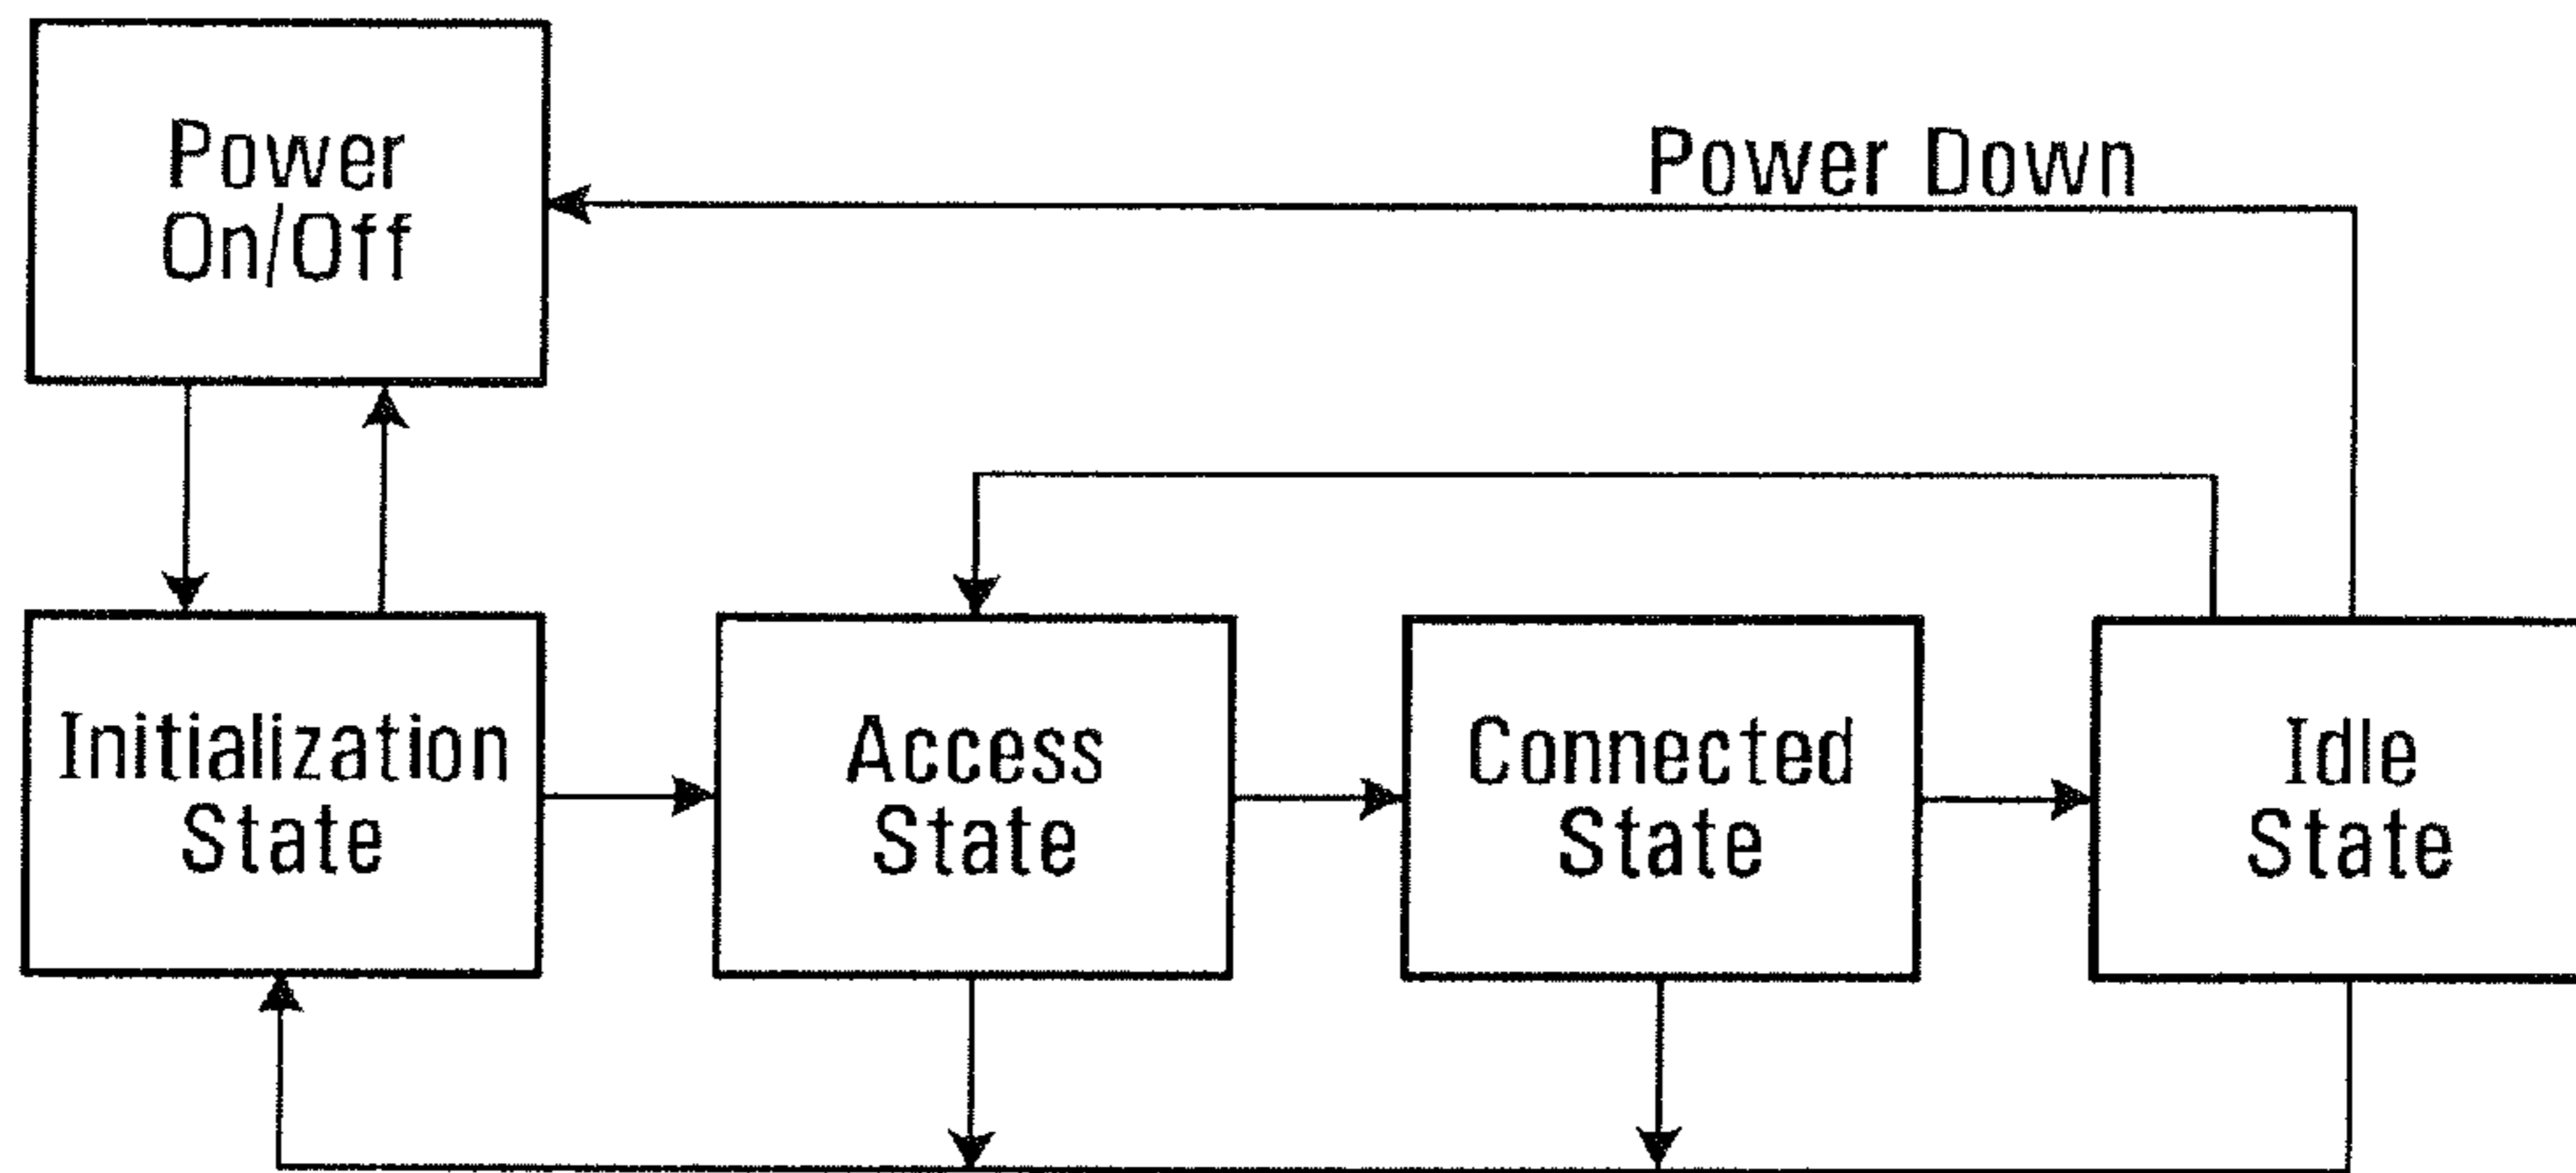 Power
On/Off
Power Down
Initialization
State
Access
State
Connected
State
Idle
State